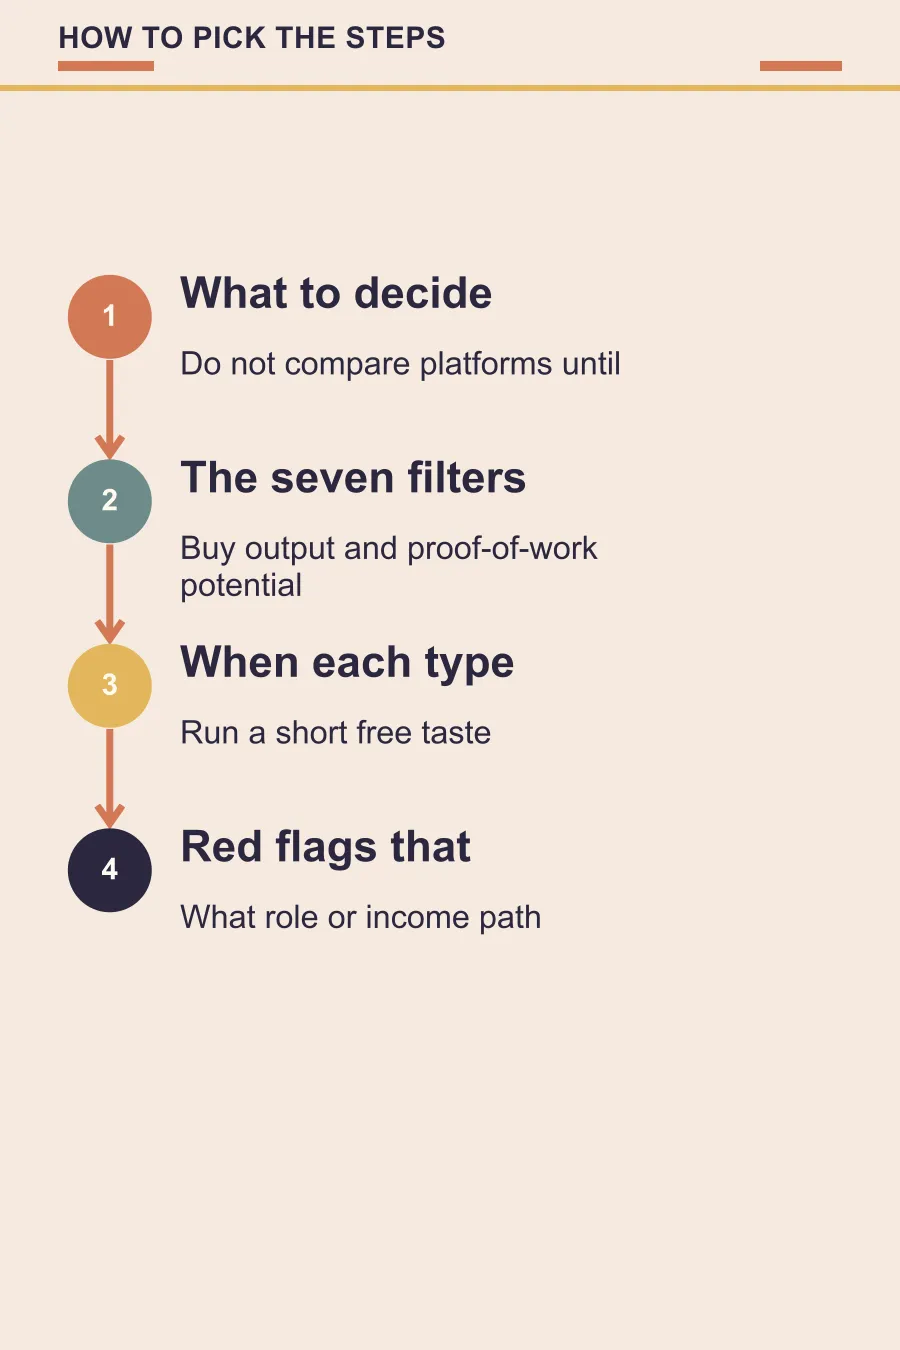 HOW TO PICK THE STEPS
1
What to decide
Do not compare platforms until
2
The seven filters
Buy output and proof-of-work
potential
3
When each type
Run a short free taste
4
Red flags that
What role or income path